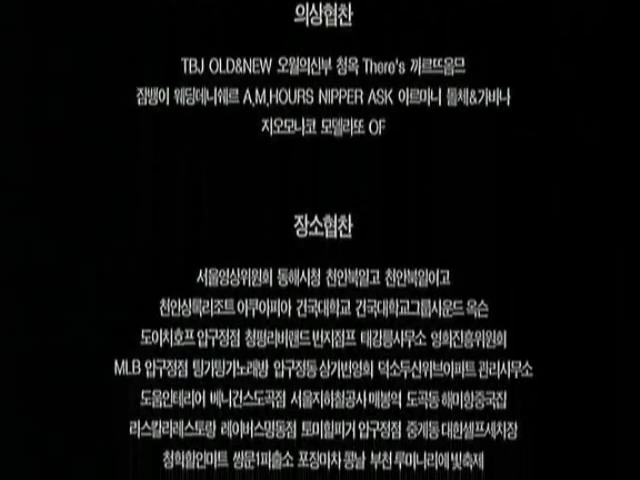 의상협찬
TBJ OLD&NEW 오월의신부 청옥 There's 까르뜨옴므
잠뱅이 웨딩데니쉐르 A.M.HOURS NIPPER ASK 아르마니 돌체&가바나
지오모나코 모델리또 OF
장소협찬
서울영상위원회 동해시청 천안북일고 천안북일여고
천안상록리조트 아쿠아피아 건국대학교 건국대학교그룹사운드 옥슨
도이치호프 압구정점 청평리버랜드 번지점프 태강릉사무소 영화진흥위원회
MLB 압구정점 팅가팅가노래방 압구정동 상가번영회 덕소두산위브아파트 관리사무소
도움인테리어 베니건스도곡점 서울지하철공사 매봉역 도곡동 해미향중국집
리스킬리레스토랑 레이버스명동점 토미힐피거 압구정점 중계동 대한셀프세차장
청학할인마트 쌍문1파출소 포장마차 콩날 부천 루미나리에 빛축제